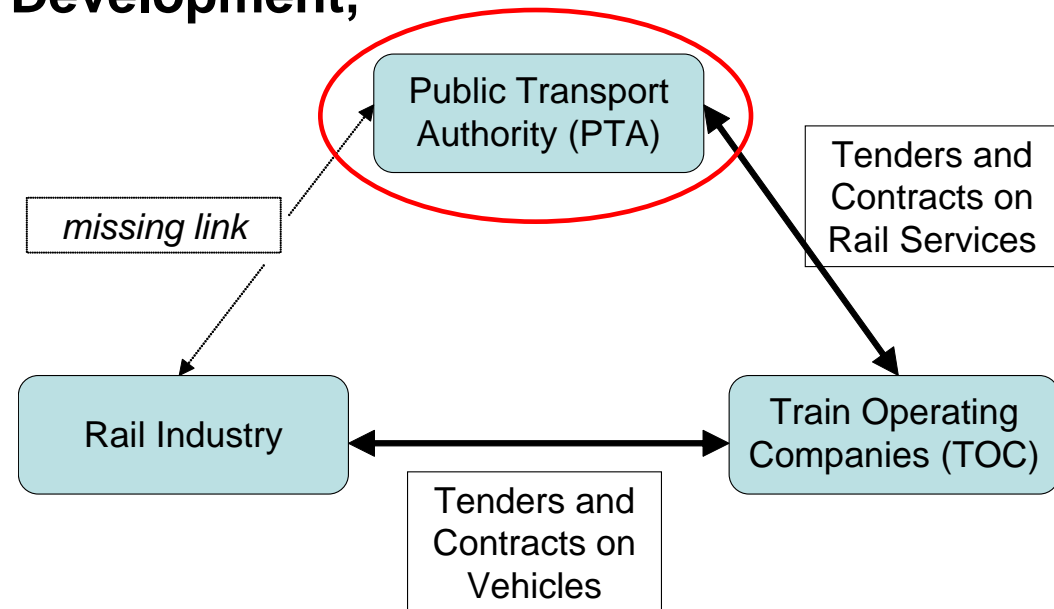 Development,
Public Transport
Authority (PTA)
Tenders and
Contracts on
Rail Services
missing link
Rail Industry
Train Operating
Companies (TOC)
Tenders and
Contracts on
Vehicles